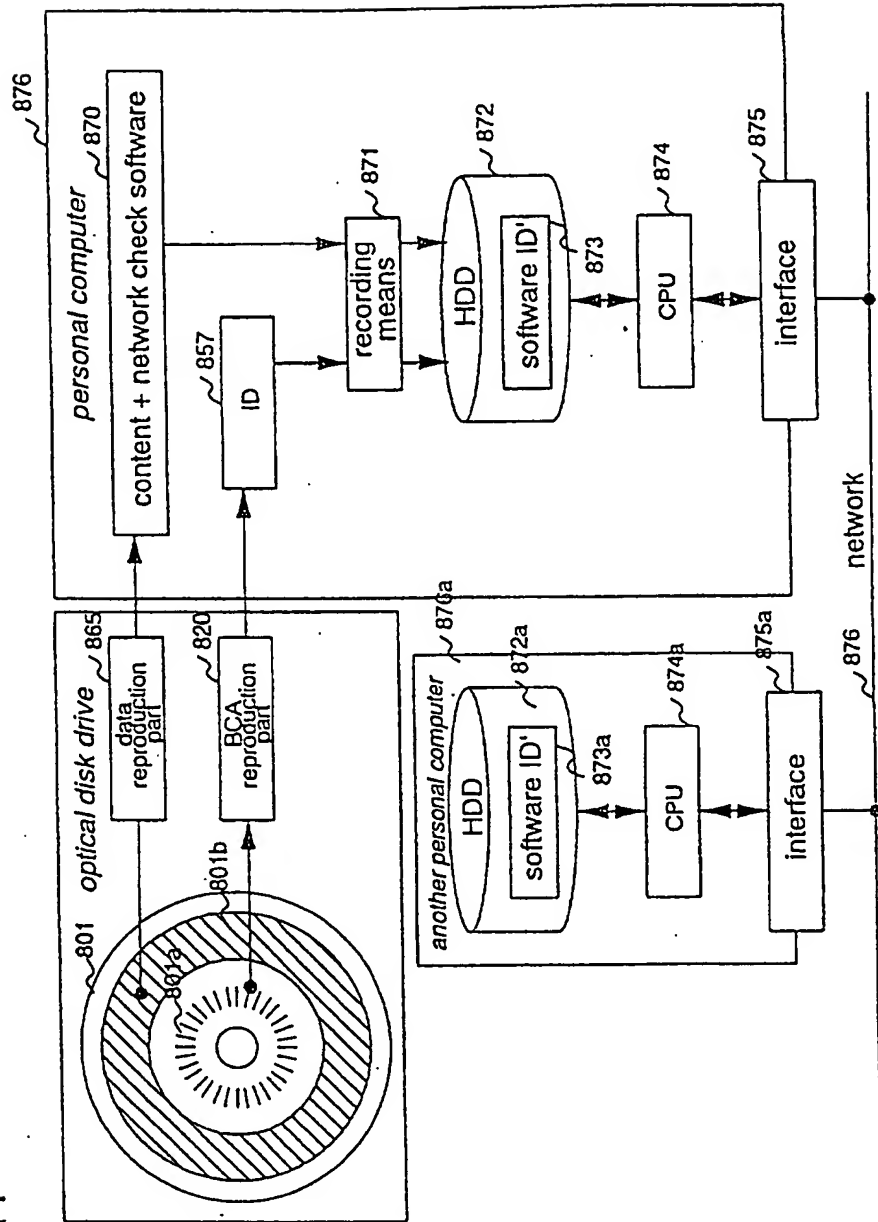 876
personal computer
870
content + network check software
optical disk drive
865
data
reproduction
part
801
801b
801a
857
ID
820
BCA
reproduction
part
871
recording
means
872
HDD
software ID'
873
874
CPU
875
interface
another personal computer
876a
HDD
872a
software ID'
873a
874a
CPU
875a
interface
876
network